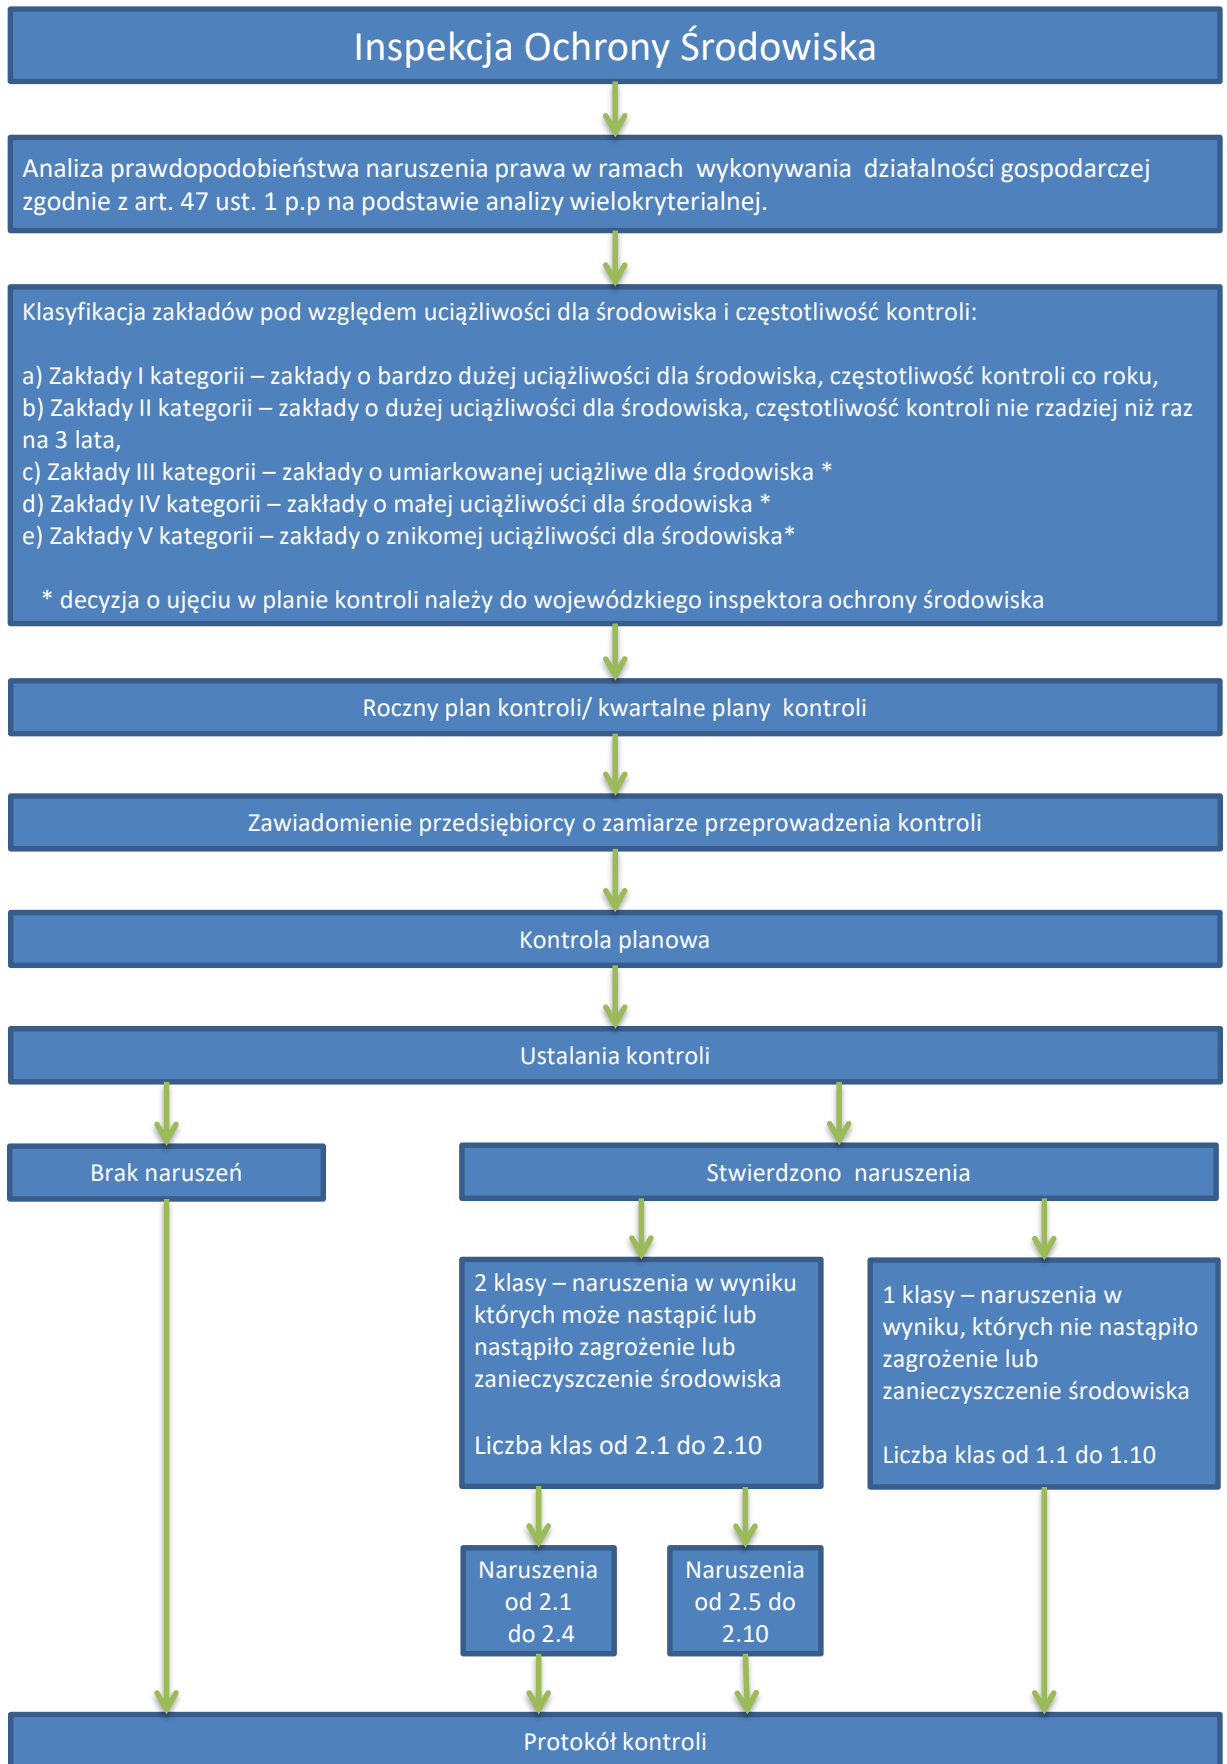 Inspekcja Ochrony Środowiska
Analiza prawdopodobieństwa naruszenia prawa w ramach wykonywania działalności gospodarczej
zgodnie z art. 47 ust. 1 p.p na podstawie analizy wielokryterialnej.
Klasyfikacja zakładów pod względem uciążliwości dla środowiska i częstotliwość kontroli:
a) Zakłady I kategorii – zakłady o bardzo dużej uciążliwości dla środowiska, częstotliwość kontroli co roku,
b) Zakłady II kategorii – zakłady o dużej uciążliwości dla środowiska, częstotliwość kontroli nie rzadziej niż raz
na 3 lata,
c) Zakłady III kategorii – zakłady o umiarkowanej uciążliwe dla środowiska *
d) Zakłady IV kategorii – zakłady o małej uciążliwości dla środowiska *
e) Zakłady V kategorii – zakłady o znikomej uciążliwości dla środowiska*
* decyzja o ujęciu w planie kontroli należy do wojewódzkiego inspektora ochrony środowiska
Roczny plan kontroli/ kwartalne plany kontroli
Zawiadomienie przedsiębiorcy o zamiarze przeprowadzenia kontroli
Kontrola planowa
Ustalania kontroli
Brak naruszeń
Stwierdzono naruszenia
2 klasy – naruszenia w wyniku
których może nastąpić lub
nastąpiło zagrożenie lub
zanieczyszczenie środowiska
Liczba klas od 2.1 do 2.10
1 klasy – naruszenia w
wyniku, których nie nastąpiło
zagrożenie lub
zanieczyszczenie środowiska
Liczba klas od 1.1 do 1.10
Naruszenia
od 2.1
do 2.4
Naruszenia
od 2.5 do
2.10
Protokół kontroli